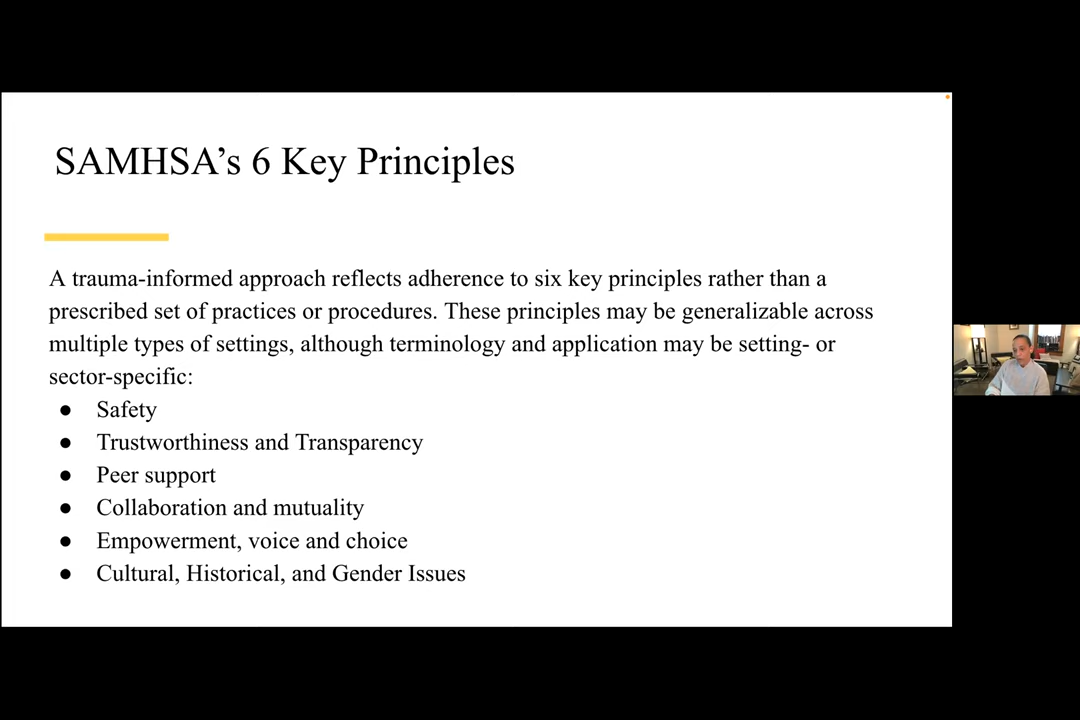 SAMHSA’s 6 Key Principles
A trauma-informed approach reflects adherence to six key principles rather than a
prescribed set of practices or procedures. These principles may be generalizable across
multiple types of settings, although terminology and application may be setting- or
sector-specific:
● Safety
● Trustworthiness and Transparency
● Peer support
● Collaboration and mutuality
● Empowerment, voice and choice
● Cultural, Historical, and Gender Issues